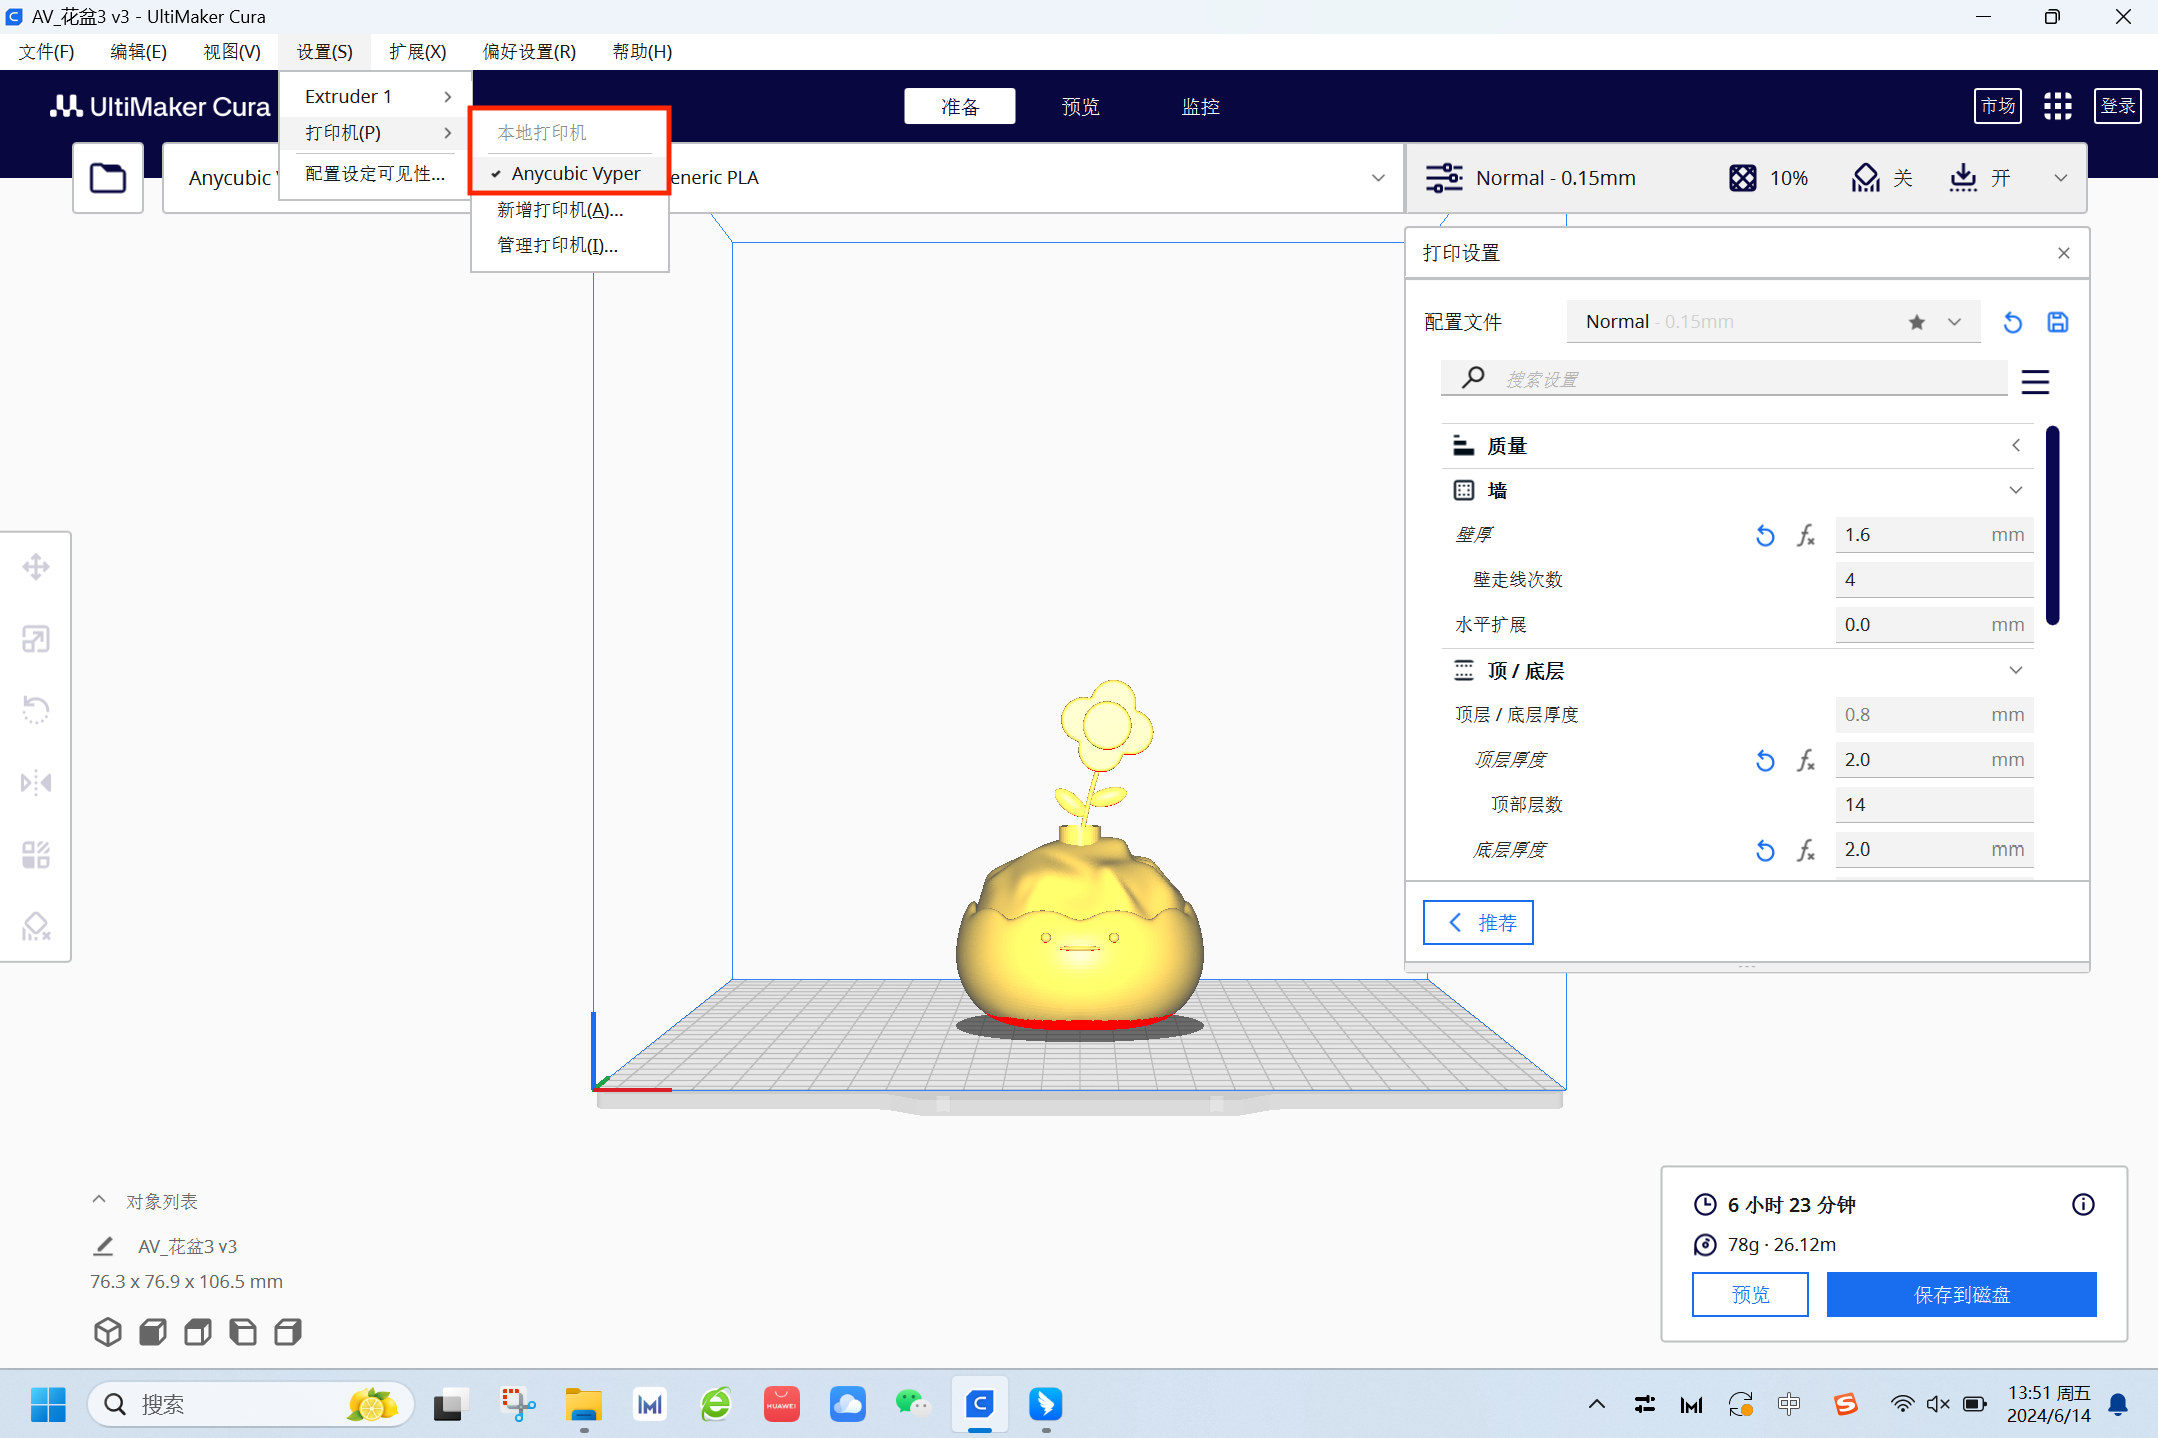 AV_花盆3 v3 - UltiMaker Cura
文件(F) 编辑(E) 视图(V) 设置(S) 扩展(X) 偏好设置(R) 帮助(H)
UltiMaker Cura
准备 预览 监控
市场 登录
Extruder 1
打印机(P)
配置设定可见性...
本地打印机
Anycubic Vyper
新增打印机(A)...
管理打印机(I)...
Anycubic
eneric PLA
Normal - 0.15mm 10% 关 开
打印设置
配置文件 Normal - 0.15mm
搜索设置
质量
墙
壁厚 1.6 mm
壁走线次数 4
水平扩展 0.0 mm
顶 / 底层
顶层 / 底层厚度 0.8 mm
顶层厚度 2.0 mm
顶部层数 14
底层厚度 2.0 mm
推荐
对象列表
AV_花盆3 v3
76.3 x 76.9 x 106.5 mm
6 小时 23 分钟
78g · 26.12m
预览 保存到磁盘
搜索
HUAWEI
中
13:51 周五
2024/6/14